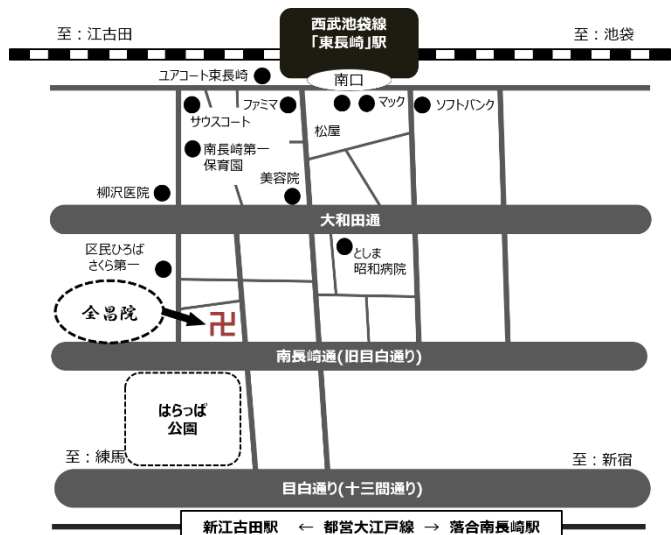 西武池袋線
「東長崎」駅
至：江古田
至：池袋
南口
ユアコート東長崎
ファミマ
マック
ソフトバンク
サウスコート
松屋
南長崎第一
保育園
美容院
柳沢医院
大和田通
区民ひろば
さくら第一
としま
昭和病院
全昌院
卍
南長崎通(旧目白通り)
はらっぱ
公園
至：練馬
至：新宿
目白通り(十三間通り)
新江古田駅 ← 都営大江戸線 → 落合南長崎駅